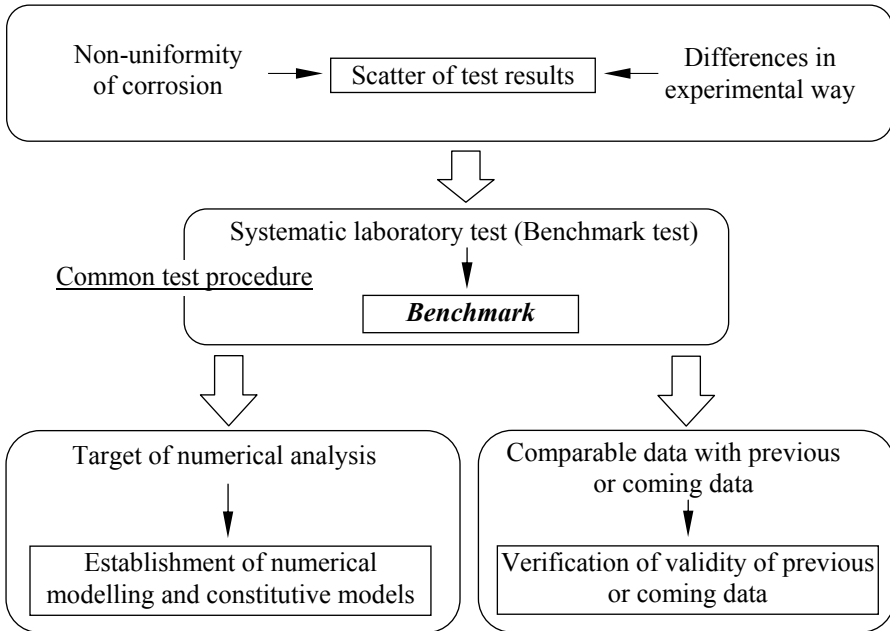 Non-uniformity
of corrosion
Scatter of test results
Differences in
experimental way
Systematic laboratory test (Benchmark test)
Common test procedure
Benchmark
Target of numerical analysis
Establishment of numerical
modelling and constitutive models
Comparable data with previous
or coming data
Verification of validity of previous
or coming data